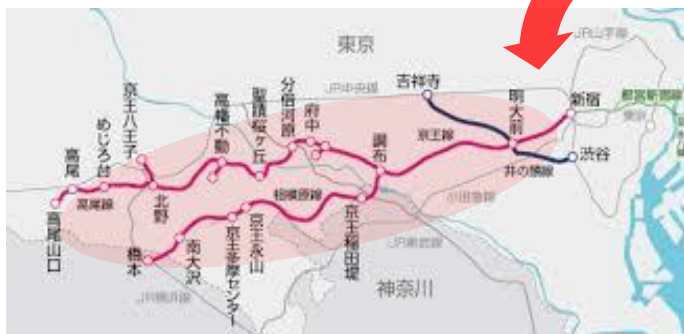 東京
JR山手線
JR中央線
吉祥寺
明大前
新宿
渋谷
井の頭線
京王線
小田急線
調布
府中
分倍河原
聖蹟桜ヶ丘
高幡不動
京王八王子
めじろ台
高尾
高尾線
高尾山口
北野
相模原線
京王稲田堤
京王永山
京王多摩センター
南大沢
橋本
JR横浜線
JR南武線
神奈川